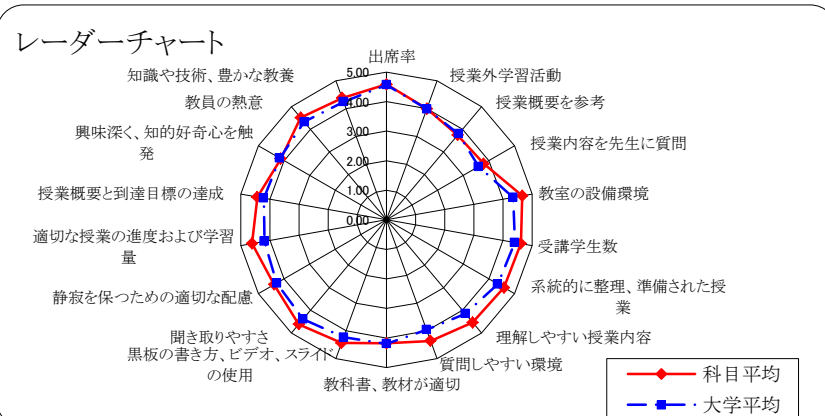 レーダーチャート
出席率
授業外学習活動
授業概要を参考
授業内容を先生に質問
教室の設備環境
受講学生数
系統的に整理、準備された授
業
理解しやすい授業内容
質問しやすい環境
教科書、教材が適切
黒板の書き方、ビデオ、スライド
の使用
聞き取りやすさ
静寂を保つための適切な配慮
適切な授業の進度および学習
量
授業概要と到達目標の達成
興味深く、知的好奇心を触
発
教員の熱意
知識や技術、豊かな教養
5.00
4.00
3.00
2.00
1.00
0.00
科目平均
大学平均